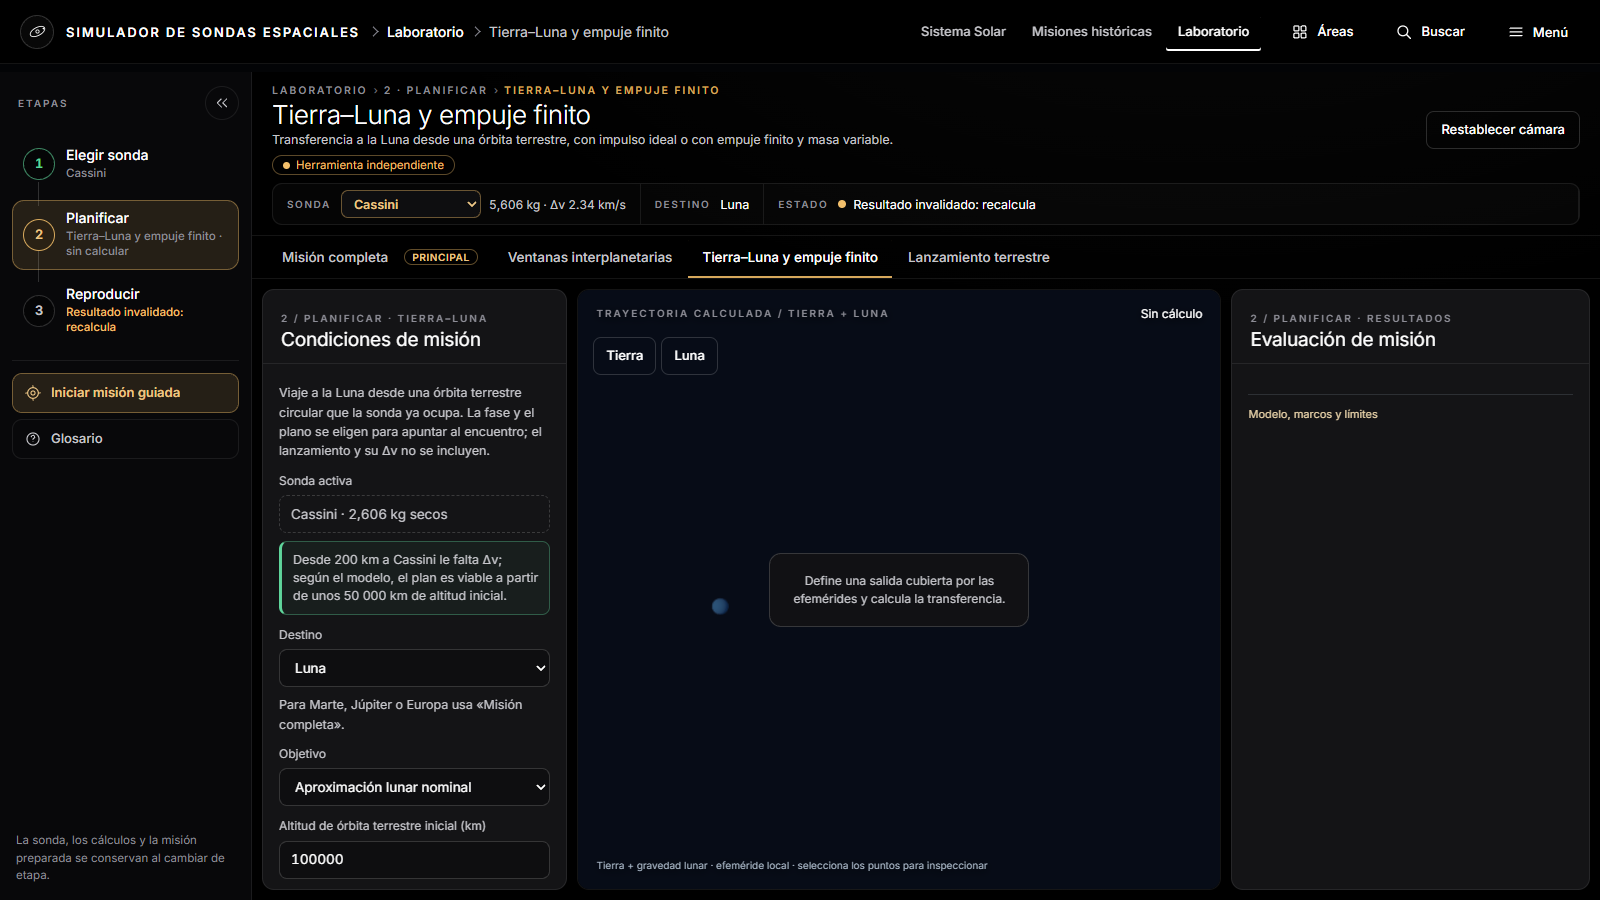 SIMULADOR DE SONDAS ESPACIALES
Laboratorio
Tierra–Luna y empuje finito
Sistema Solar
Misiones históricas
Laboratorio
Áreas
Buscar
Menú
ETAPAS
1
Elegir sonda
Cassini
2
Planificar
Tierra–Luna y empuje finito ·
sin calcular
3
Reproducir
Resultado invalidado:
recalcula
Iniciar misión guiada
Glosario
La sonda, los cálculos y la misión
preparada se conservan al cambiar de
etapa.
LABORATORIO › 2 · PLANIFICAR › TIERRA–LUNA Y EMPUJE FINITO
Tierra–Luna y empuje finito
Transferencia a la Luna desde una órbita terrestre, con impulso ideal o con empuje finito y masa variable.
Herramienta independiente
Restablecer cámara
SONDA
Cassini
5,606 kg · Δv 2.34 km/s
DESTINO
Luna
ESTADO
Resultado invalidado: recalcula
Misión completa
PRINCIPAL
Ventanas interplanetarias
Tierra–Luna y empuje finito
Lanzamiento terrestre
2 / PLANIFICAR · TIERRA–LUNA
Condiciones de misión
Viaje a la Luna desde una órbita terrestre
circular que la sonda ya ocupa. La fase y el
plano se eligen para apuntar al encuentro; el
lanzamiento y su Δv no se incluyen.
Sonda activa
Cassini · 2,606 kg secos
Desde 200 km a Cassini le falta Δv;
según el modelo, el plan es viable a partir
de unos 50 000 km de altitud inicial.
Destino
Luna
Para Marte, Júpiter o Europa usa «Misión
completa».
Objetivo
Aproximación lunar nominal
Altitud de órbita terrestre inicial (km)
100000
TRAYECTORIA CALCULADA / TIERRA + LUNA
Sin cálculo
Tierra
Luna
Define una salida cubierta por las
efemérides y calcula la transferencia.
Tierra + gravedad lunar · efeméride local · selecciona los puntos para inspeccionar
2 / PLANIFICAR · RESULTADOS
Evaluación de misión
Modelo, marcos y límites